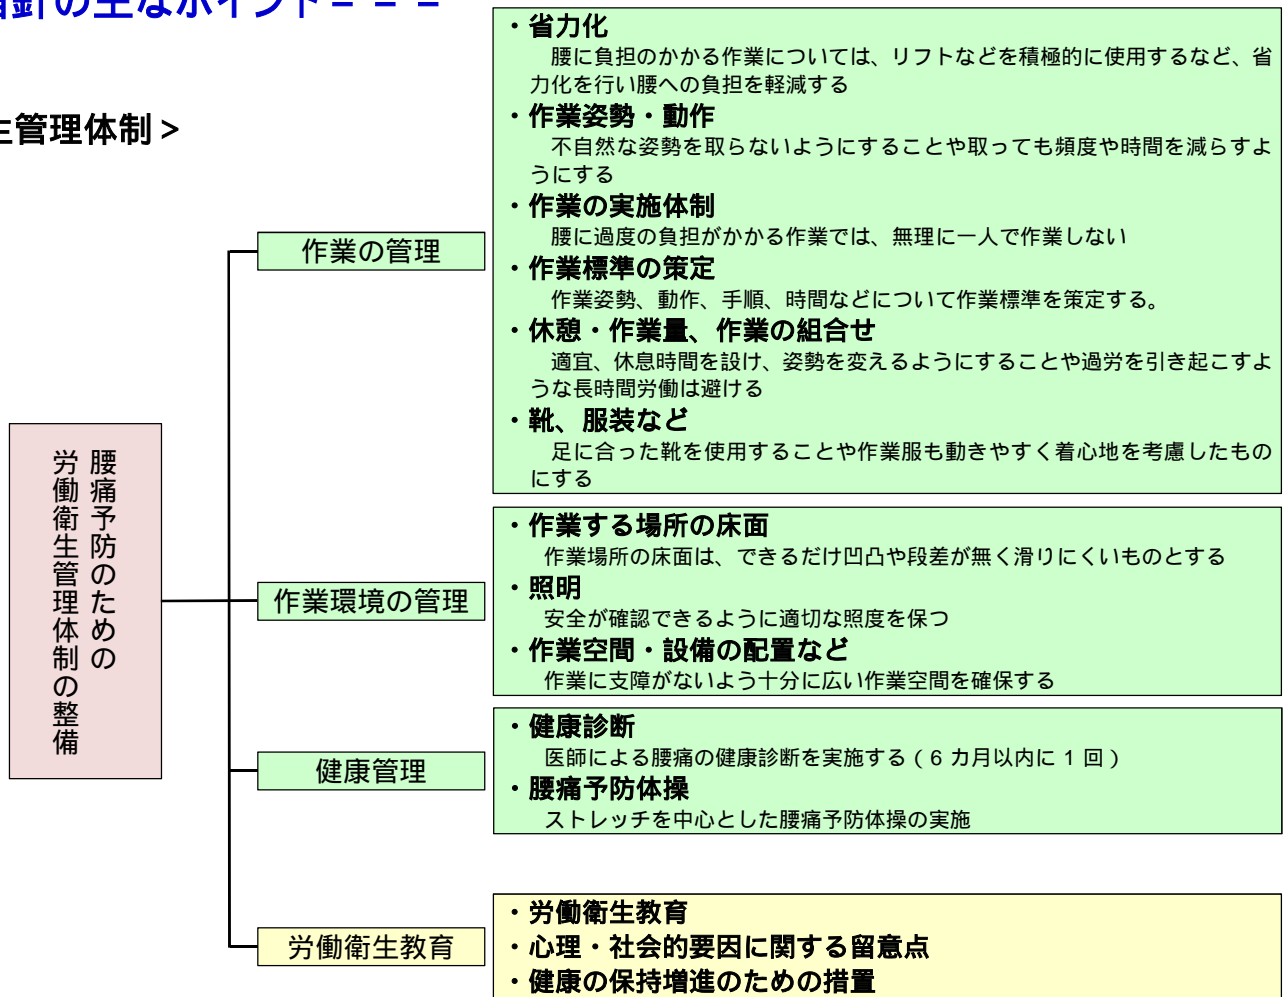 指針の主なポイント＝＝＝
生管理体制＞
腰痛予防のための
労働衛生管理体制の整備
作業の管理
・省力化
腰に負担のかかる作業については、リフトなどを積極的に使用するなど、省
力化を行い腰への負担を軽減する
・作業姿勢・動作
不自然な姿勢を取らないようにすることや取っても頻度や時間を減らすよ
うにする
・作業の実施体制
腰に過度の負担がかかる作業では、無理に一人で作業しない
・作業標準の策定
作業姿勢、動作、手順、時間などについて作業標準を策定する。
・休憩・作業量、作業の組合せ
適宜、休息時間を設け、姿勢を変えるようにすることや過労を引き起こすよ
うな長時間労働は避ける
・靴、服装など
足に合った靴を使用することや作業服も動きやすく着心地を考慮したもの
にする
作業環境の管理
・作業する場所の床面
作業場所の床面は、できるだけ凹凸や段差が無く滑りにくいものとする
・照明
安全が確認できるように適切な照度を保つ
・作業空間・設備の配置など
作業に支障がないよう十分に広い作業空間を確保する
健康管理
・健康診断
医師による腰痛の健康診断を実施する（6カ月以内に1回）
・腰痛予防体操
ストレッチを中心とした腰痛予防体操の実施
労働衛生教育
・労働衛生教育
・心理・社会的要因に関する留意点
・健康の保持増進のための措置